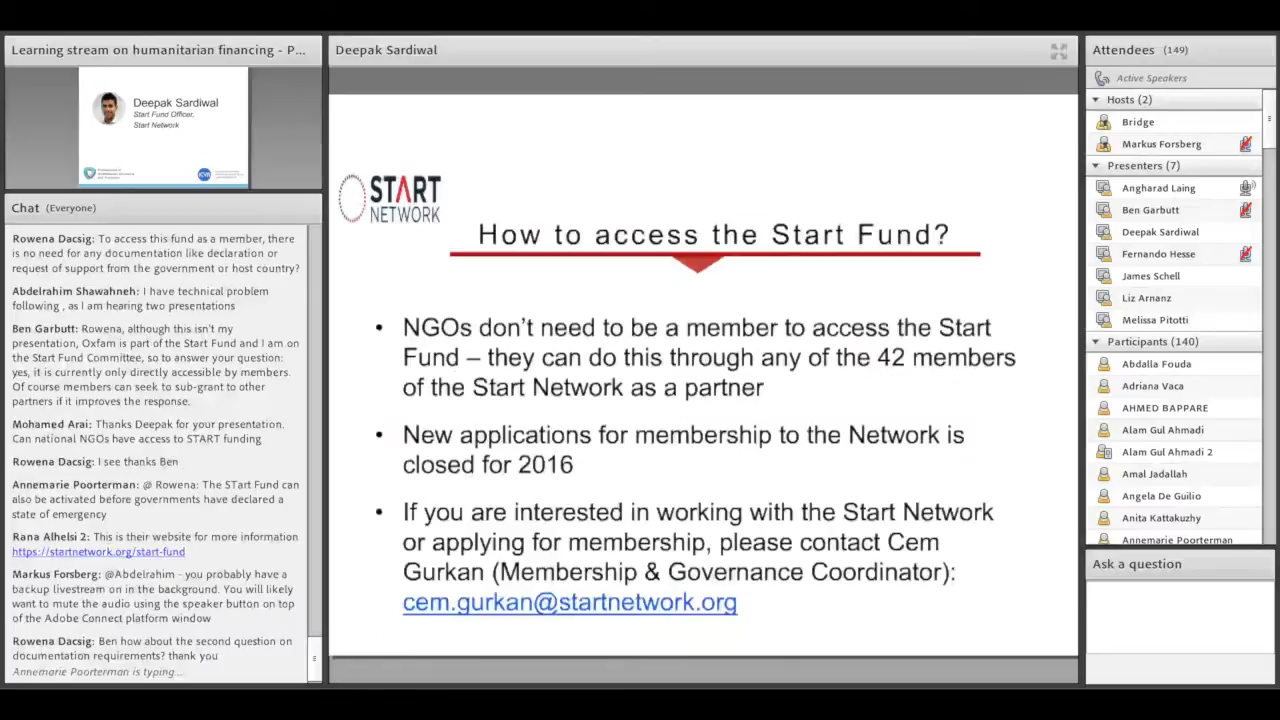 Learning stream on humanitarian financing - P...
Deepak Sardiwal
Start Fund Officer,
Start Network
Chat (Everyone)
Rowena Dacsig: To access this fund as a member, there
is no need for any documentation like declaration or
request of support from the government or host country?
Abdelrahim Shawahneh: I have technical problem
following , as I am hearing two presentations
Ben Garbutt: Rowena, although this isn't my
presentation, Oxfam is part of the Start Fund and I am on
the Start Fund Committee, so to answer your question:
yes, it is currently only directly accessible by members.
Of course members can seek to sub-grant to other
partners if it improves the response.
Mohamed Arai: Thanks Deepak for your presentation.
Can national NGOs have access to START funding
Rowena Dacsig: I see thanks Ben
Annemarie Poorterman: @ Rowena: The STart Fund can
also be activated before governments have declared a
state of emergency
Rana Alhelsi 2: This is their website for more information
https://startnetwork.org/start-fund
Markus Forsberg: @Abdelrahim - you probably have a
backup livestream on in the background. You will likely
want to mute the audio using the speaker button on top
of the Adobe Connect platform window
Rowena Dacsig: Ben how about the second question on
documentation requirements? thank you
Annemarie Poorterman is typing...
Deepak Sardiwal
START
NETWORK
How to access the Start Fund?
• NGOs don't need to be a member to access the Start
Fund – they can do this through any of the 42 members
of the Start Network as a partner
• New applications for membership to the Network is
closed for 2016
• If you are interested in working with the Start Network
or applying for membership, please contact Cem
Gurkan (Membership & Governance Coordinator):
cem.gurkan@startnetwork.org
Attendees (149)
Active Speakers
Hosts (2)
Bridge
Markus Forsberg
Presenters (7)
Angharad Laing
Ben Garbutt
Deepak Sardiwal
Fernando Hesse
James Schell
Liz Arnanz
Melissa Pitotti
Participants (140)
Abdalla Fouda
Adriana Vaca
AHMED BAPPARE
Alam Gul Ahmadi
Alam Gul Ahmadi 2
Amal Jadallah
Angela De Guilio
Anita Kattakuzhy
Annemarie Poorterman
Ask a question